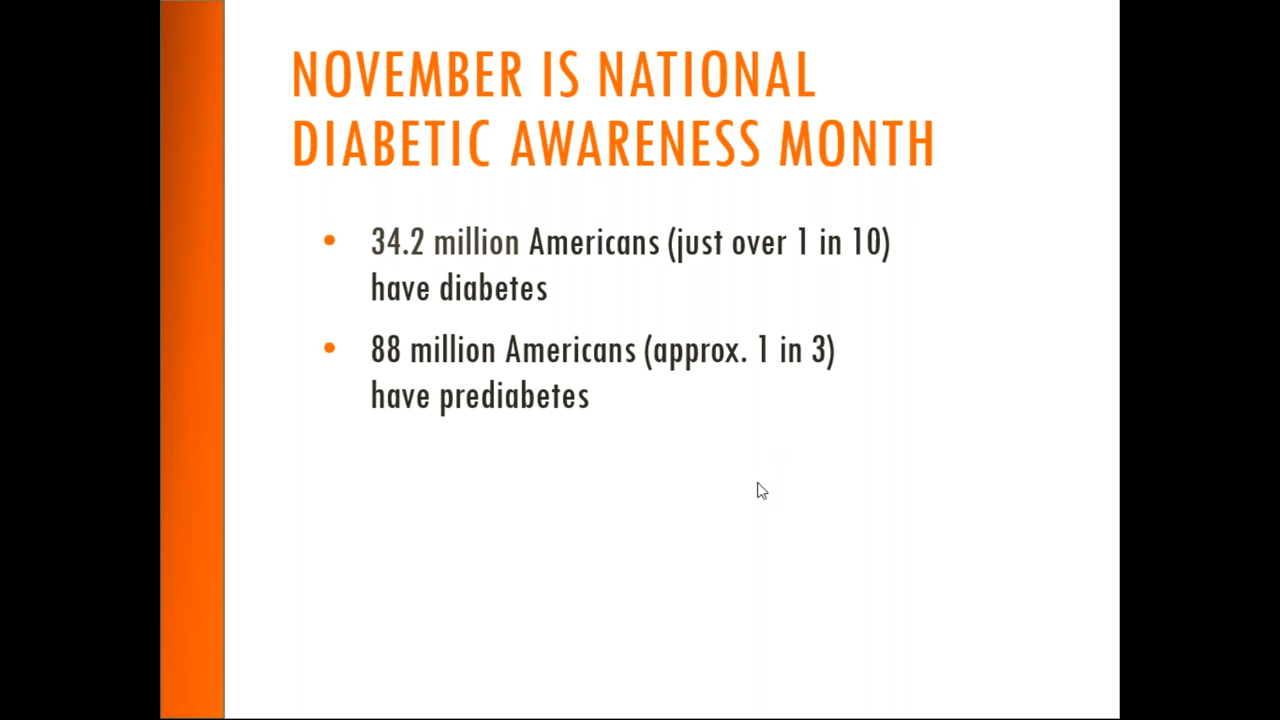 NOVEMBER IS NATIONAL
DIABETIC AWARENESS MONTH
• 34.2 million Americans (just over 1 in 10)
have diabetes
• 88 million Americans (approx. 1 in 3)
have prediabetes